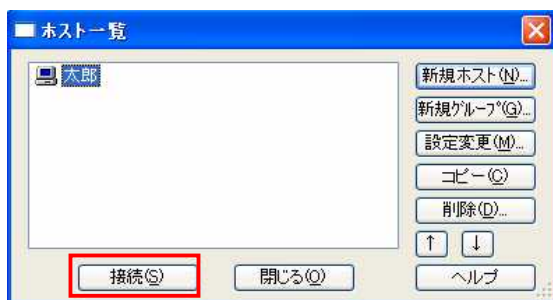 ホスト一覧
太郎
新規ホスト(N)...
新規グループ(G)...
設定変更(M)...
コピー(C)
削除(D)...
↑ ↓
接続(S) 閉じる(O) ヘルプ